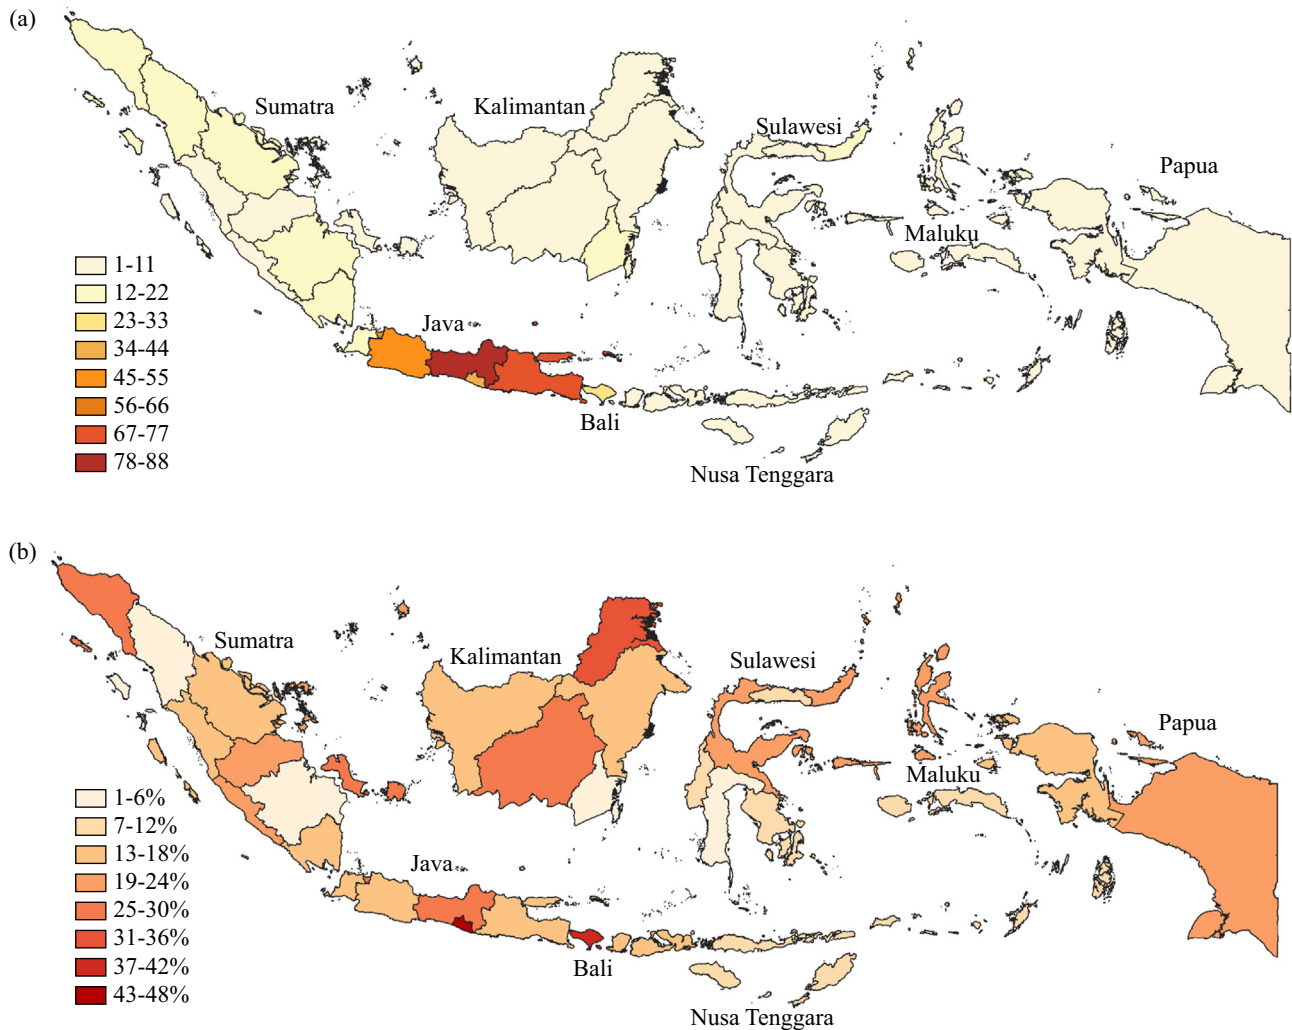 (a)
Sumatra
Kalimantan
Sulawesi
Papua
Maluku
1-11
12-22
23-33
34-44
45-55
56-66
67-77
78-88
Java
Bali
Nusa Tenggara
(b)
Sumatra
Kalimantan
Sulawesi
Papua
Maluku
1-6%
7-12%
13-18%
19-24%
25-30%
31-36%
37-42%
43-48%
Java
Bali
Nusa Tenggara